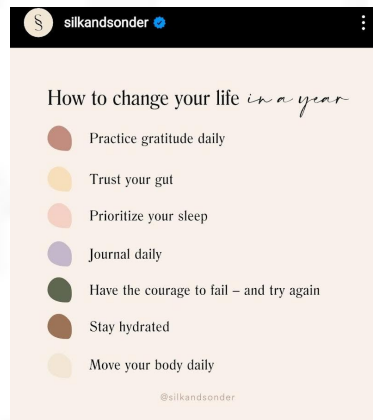 silkandsonder
How to change your life in a year
Practice gratitude daily
Trust your gut
Prioritize your sleep
Journal daily
Have the courage to fail – and try again
Stay hydrated
Move your body daily
@silkandsonder